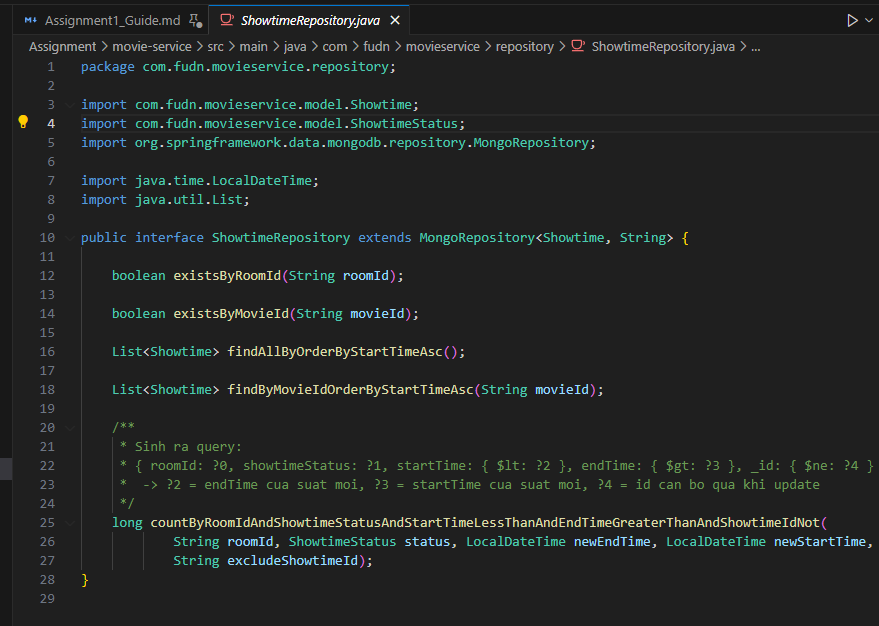 Assignment1_Guide.md
ShowtimeRepository.java
Assignment > movie-service > src > main > java > com > fudn > movieservice > repository > ShowtimeRepository.java > ...
1 package com.fudn.movieservice.repository;
2
3 import com.fudn.movieservice.model.Showtime;
4 import com.fudn.movieservice.model.ShowtimeStatus;
5 import org.springframework.data.mongodb.repository.MongoRepository;
6
7 import java.time.LocalDateTime;
8 import java.util.List;
9
10 public interface ShowtimeRepository extends MongoRepository<Showtime, String> {
11
12 boolean existsByRoomId(String roomId);
13
14 boolean existsByMovieId(String movieId);
15
16 List<Showtime> findAllByOrderByStartTimeAsc();
17
18 List<Showtime> findByMovieIdOrderByStartTimeAsc(String movieId);
19
20 /**
21 * Sinh ra query:
22 * { roomId: ?0, showtimeStatus: ?1, startTime: { $lt: ?2 }, endTime: { $gt: ?3 }, _id: { $ne: ?4 }
23 * -> ?2 = endTime cua suat moi, ?3 = startTime cua suat moi, ?4 = id can bo qua khi update
24 */
25 long countByRoomIdAndShowtimeStatusAndStartTimeLessThanAndEndTimeGreaterThanAndShowtimeIdNot(
26 String roomId, ShowtimeStatus status, LocalDateTime newEndTime, LocalDateTime newStartTime,
27 String excludeShowtimeId);
28 }
29